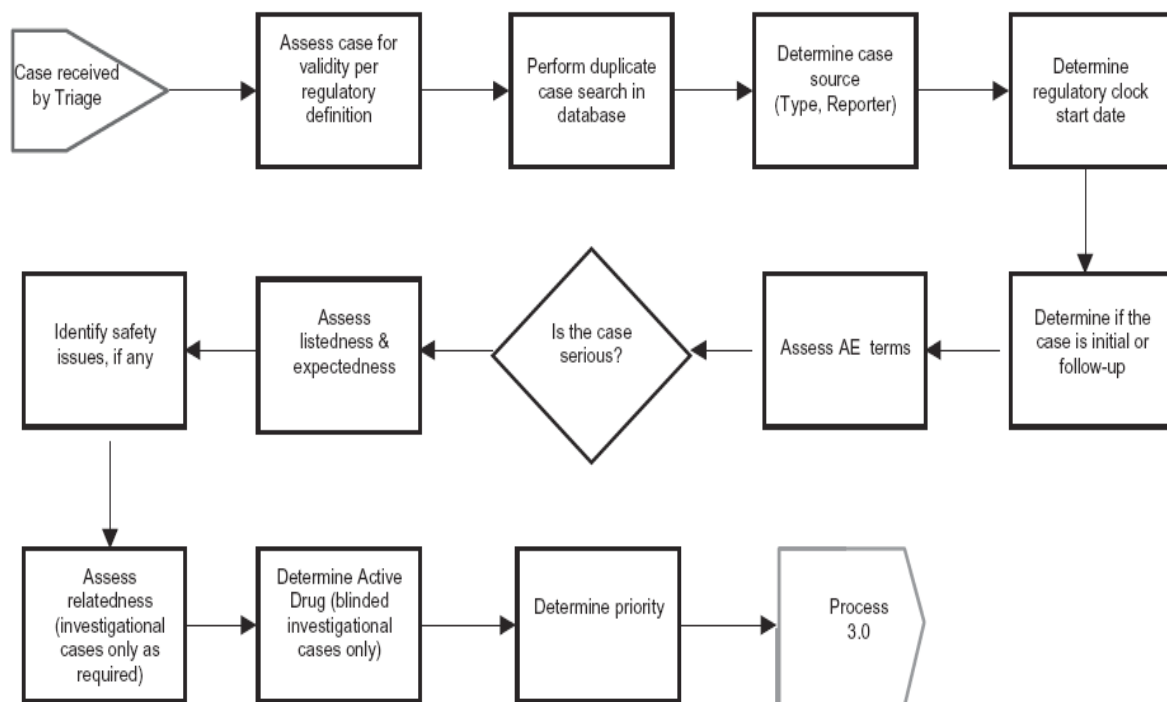 Case received
by Triage
Assess case for
validity per
regulatory
definition
Perform duplicate
case search in
database
Determine case
source
(Type, Reporter)
Determine
regulatory clock
start date
Identify safety
issues, if any
Assess
listedness &
expectedness
Is the case
serious?
Assess AE terms
Determine if the
case is initial or
follow-up
Assess
relatedness
(investigational
cases only as
required)
Determine Active
Drug (blinded
investigational
cases only)
Determine priority
Process
3.0